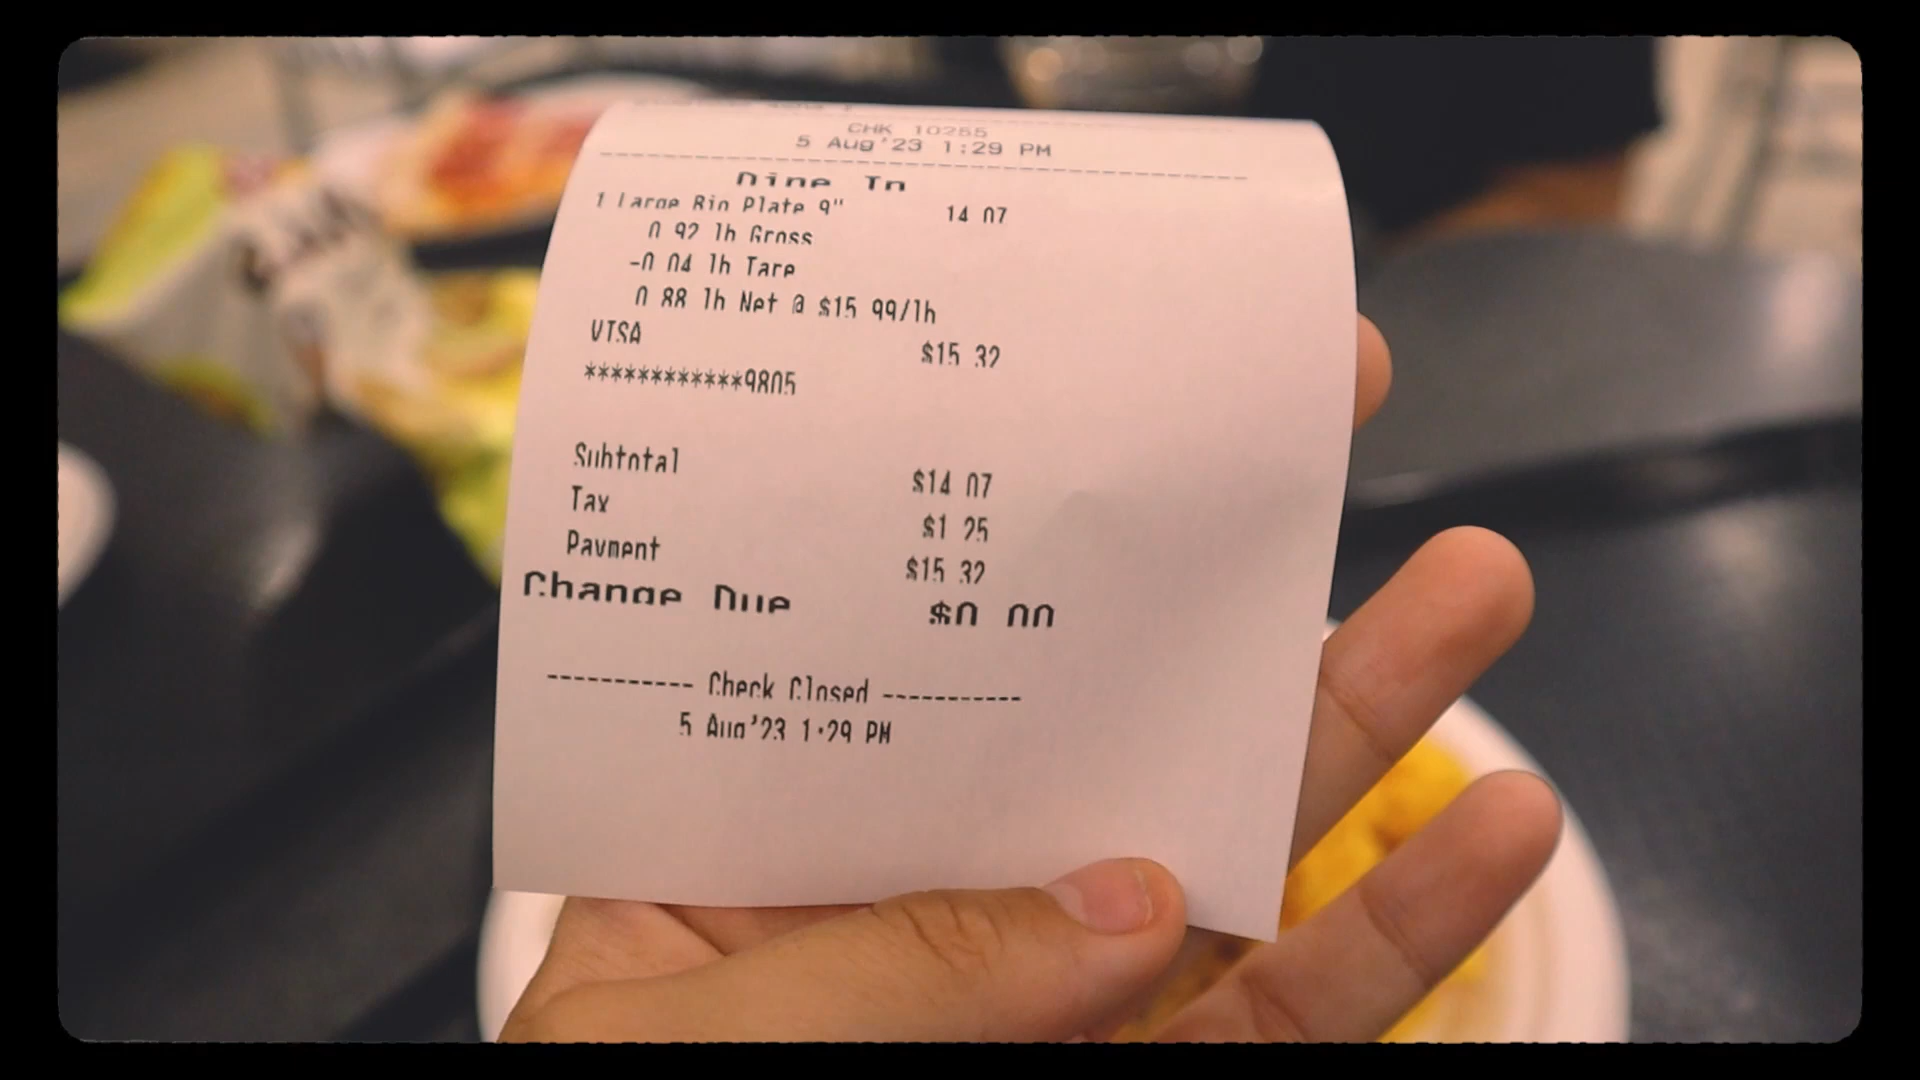 CHK 10255
5 Aug'23 1:29 PM
Dine In
1 Large Bio Plate 9" 14.07
0.92 lb Gross
-0.04 lb Tare
0.88 lb Net @ $15.99/lb
VISA $15.32
************9805
Subtotal $14.07
Tax $1.25
Payment $15.32
Change Due $0.00
----------- Check Closed -----------
5 Aug'23 1:29 PM